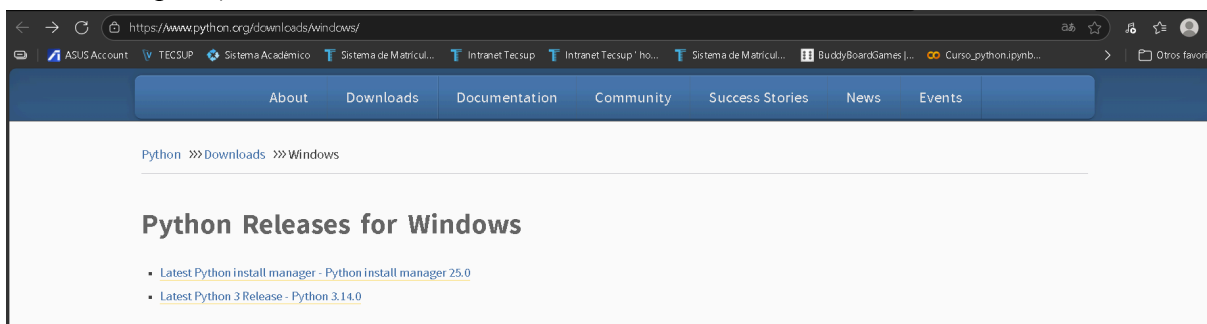 https://www.python.org/downloads/windows/
ASUS Account TECSUP Sistema Académico Sistema de Matrícul... Intranet Tecsup Intranet Tecsup ' ho... Sistema de Matrícul... BuddyBoardGames |... Curso_python.ipynb... Otros favori
About Downloads Documentation Community Success Stories News Events
Python >>> Downloads >>> Windows
Python Releases for Windows
Latest Python install manager - Python install manager 25.0
Latest Python 3 Release - Python 3.14.0